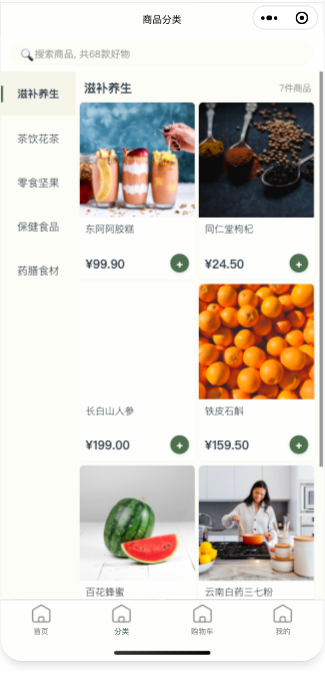 商品分类
搜索商品, 共68款好物
滋补养生
茶饮花茶
零食坚果
保健食品
药膳食材
滋补养生
7件商品
东阿阿胶糕
¥99.90
+
同仁堂枸杞
¥24.50
+
长白山人参
¥199.00
+
铁皮石斛
¥159.50
+
百花蜂蜜
云南白药三七粉
首页
分类
购物车
我的